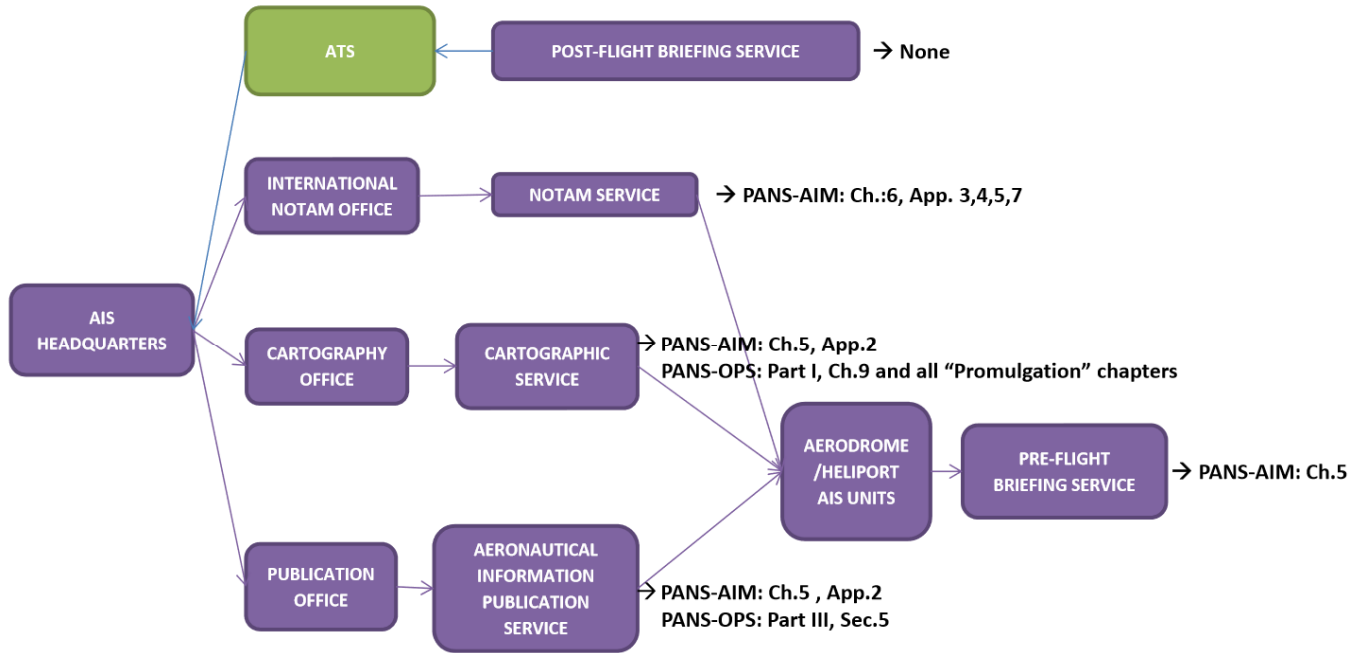 ATS
POST-FLIGHT BRIEFING SERVICE
→ None
INTERNATIONAL
NOTAM OFFICE
NOTAM SERVICE
→ PANS-AIM: Ch.:6, App. 3,4,5,7
AIS
HEADQUARTERS
CARTOGRAPHY
OFFICE
CARTOGRAPHIC
SERVICE
→ PANS-AIM: Ch.5, App.2
PANS-OPS: Part I, Ch.9 and all “Promulgation” chapters
AERODROME
/HELIPORT
AIS UNITS
PRE-FLIGHT
BRIEFING SERVICE
→ PANS-AIM: Ch.5
PUBLICATION
OFFICE
AERONAUTICAL
INFORMATION
PUBLICATION
SERVICE
→ PANS-AIM: Ch.5 , App.2
PANS-OPS: Part III, Sec.5